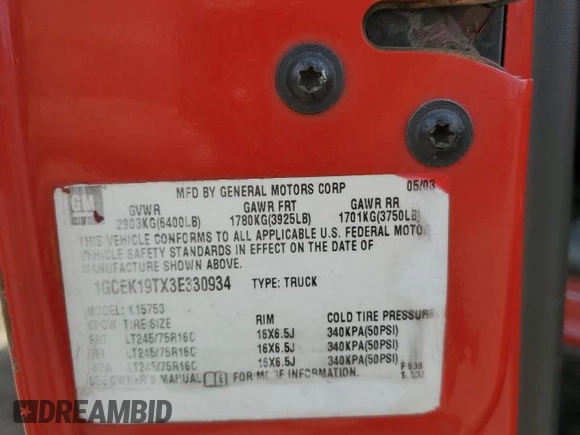 MFD BY GENERAL MOTORS CORP 05/03
GM
GVWR GAWR FRT GAWR RR
2903KG(6400LB) 1780KG(3925LB) 1701KG(3750LB)
THIS VEHICLE CONFORMS TO ALL APPLICABLE U.S. FEDERAL MOTOR
VEHICLE SAFETY STANDARDS IN EFFECT ON THE DATE OF
MANUFACTURE SHOWN ABOVE.
1GCEK19TX3E330934 TYPE: TRUCK
MODEL: K15753
TIRE SIZE RIM COLD TIRE PRESSURE
FRT LT245/75R16C 16X6.5J 340KPA(50PSI)
RR LT245/75R16C 16X6.5J 340KPA(50PSI)
SPA LT245/75R16C 16X6.5J 340KPA(50PSI)
SEE OWNER'S MANUAL FOR MORE INFORMATION.
DREAMBID